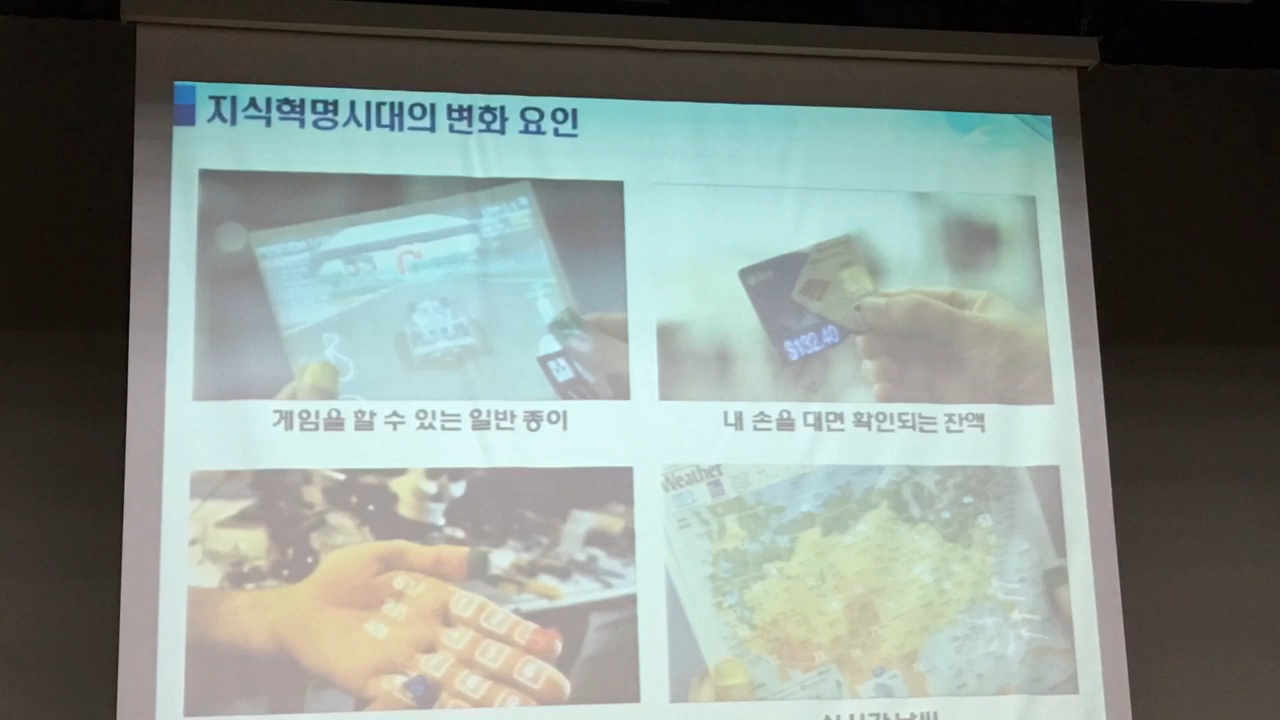 지식혁명시대의 변화 요인
$132.40
게임을 할 수 있는 일반 종이
내 손을 대면 확인되는 잔액
Weather